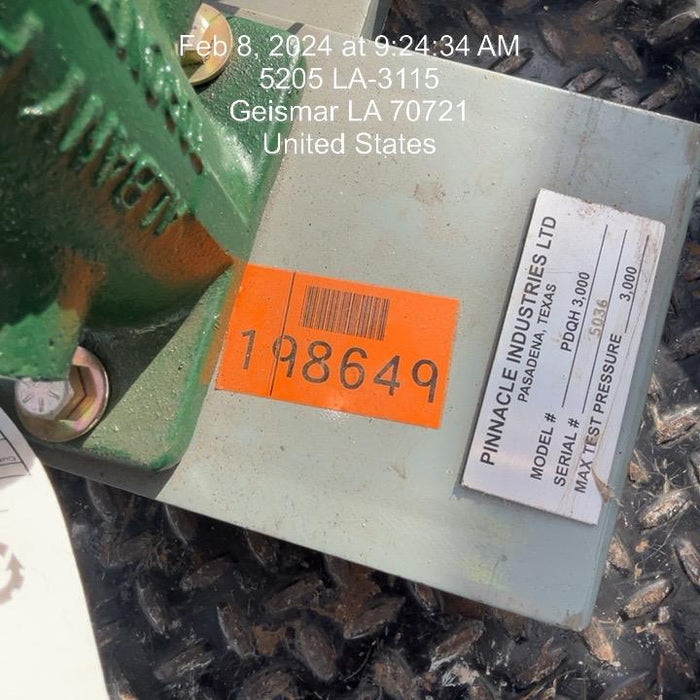 Feb 8, 2024 at 9:24:34 AM
5205 LA-3115
Geismar LA 70721
United States
198649
PINNACLE INDUSTRIES LTD
PASADENA, TEXAS
MODEL # PDQH 3,000
SERIAL # 5036
MAX TEST PRESSURE 3,000